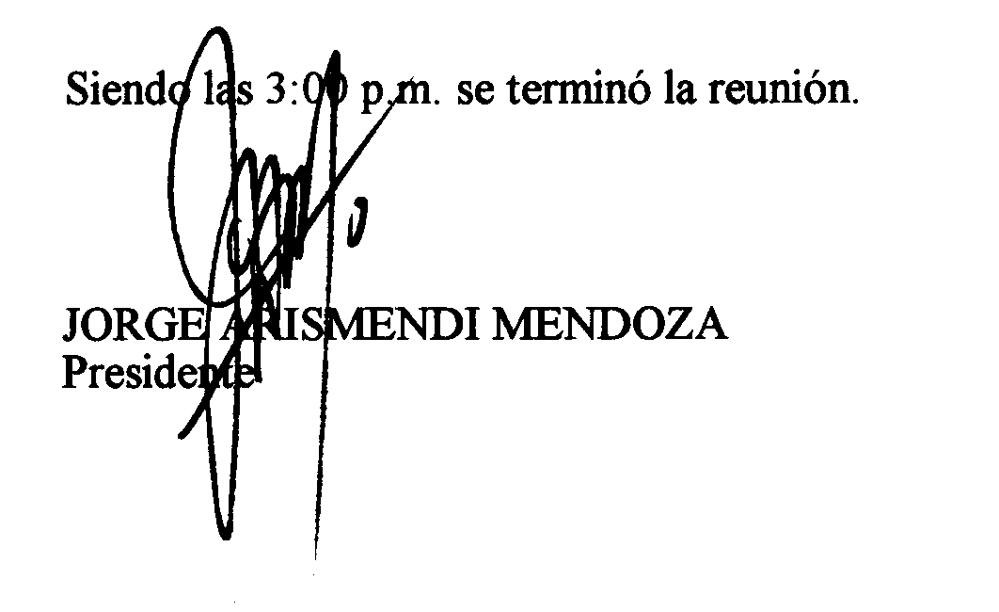 Siendo las 3:00 p.m. se terminó la reunión.
JORGE ARISMENDI MENDOZA
Presidente